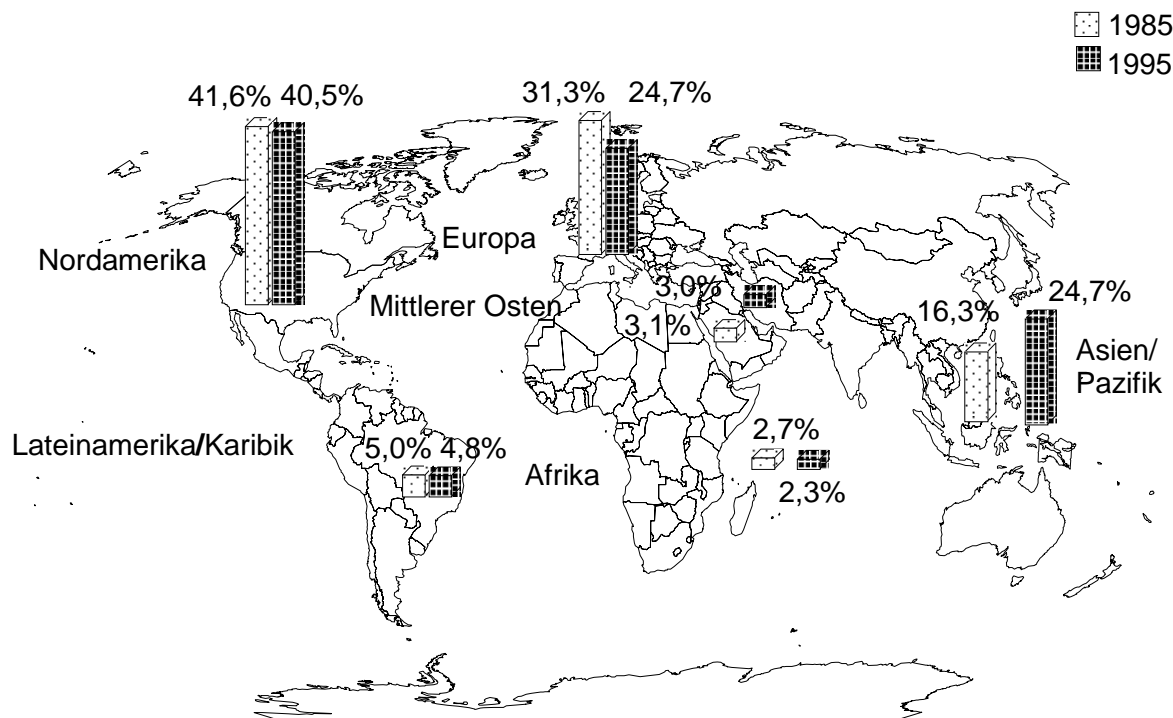 1985
1995
41,6% 40,5%
31,3% 24,7%
Nordamerika
Europa
Mittlerer Osten
3,0%
3,1%
16,3%
24,7%
Asien/
Pazifik
Lateinamerika/Karibik
5,0% 4,8%
Afrika
2,7%
2,3%